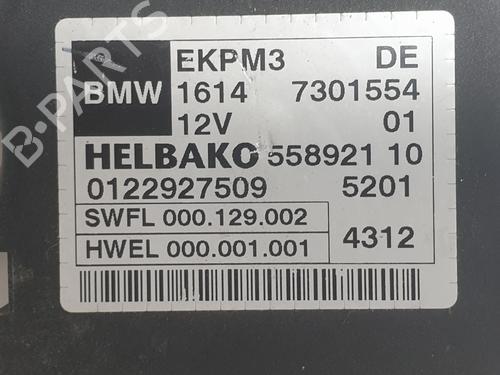 EKPM3 DE
BMW 1614 7301554
12V 01
HELBAKO 558921 10
0122927509 5201
SWFL 000.129.002
HWEL 000.001.001 4312
B-PARTS